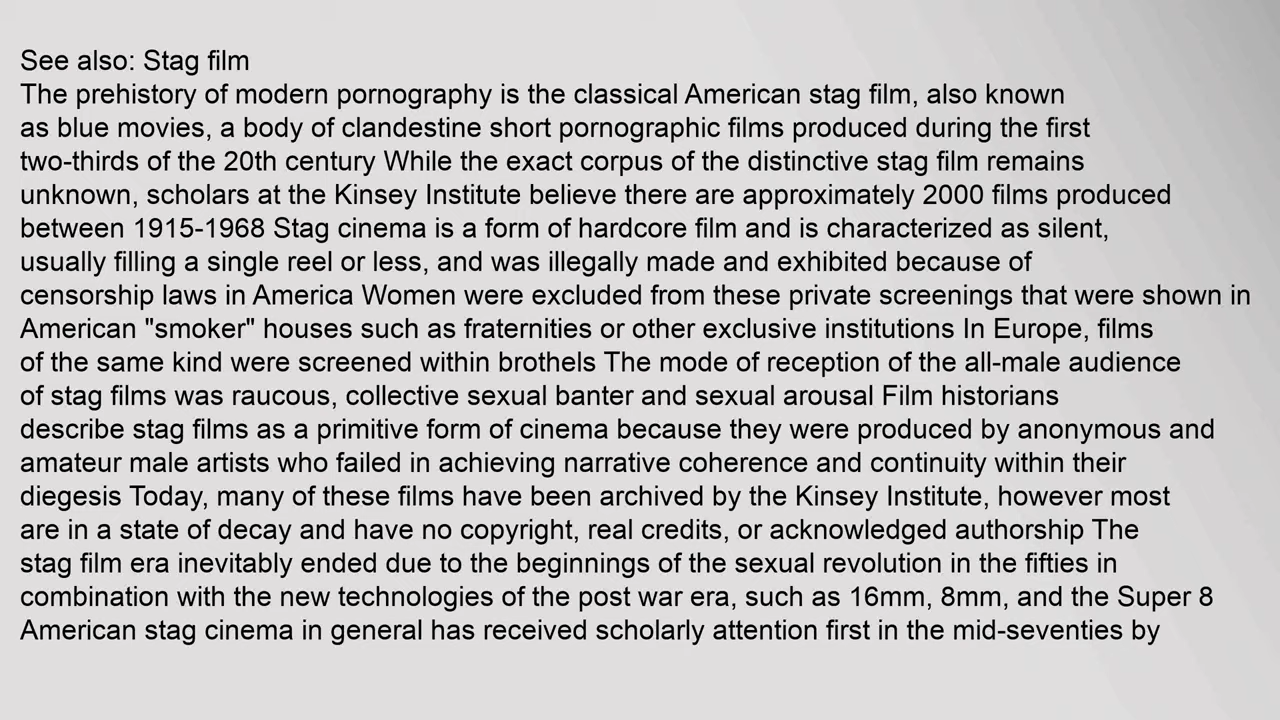 See also: Stag film
The prehistory of modern pornography is the classical American stag film, also known
as blue movies, a body of clandestine short pornographic films produced during the first
two-thirds of the 20th century While the exact corpus of the distinctive stag film remains
unknown, scholars at the Kinsey Institute believe there are approximately 2000 films produced
between 1915-1968 Stag cinema is a form of hardcore film and is characterized as silent,
usually filling a single reel or less, and was illegally made and exhibited because of
censorship laws in America Women were excluded from these private screenings that were shown in
American "smoker" houses such as fraternities or other exclusive institutions In Europe, films
of the same kind were screened within brothels The mode of reception of the all-male audience
of stag films was raucous, collective sexual banter and sexual arousal Film historians
describe stag films as a primitive form of cinema because they were produced by anonymous and
amateur male artists who failed in achieving narrative coherence and continuity within their
diegesis Today, many of these films have been archived by the Kinsey Institute, however most
are in a state of decay and have no copyright, real credits, or acknowledged authorship The
stag film era inevitably ended due to the beginnings of the sexual revolution in the fifties in
combination with the new technologies of the post war era, such as 16mm, 8mm, and the Super 8
American stag cinema in general has received scholarly attention first in the mid-seventies by